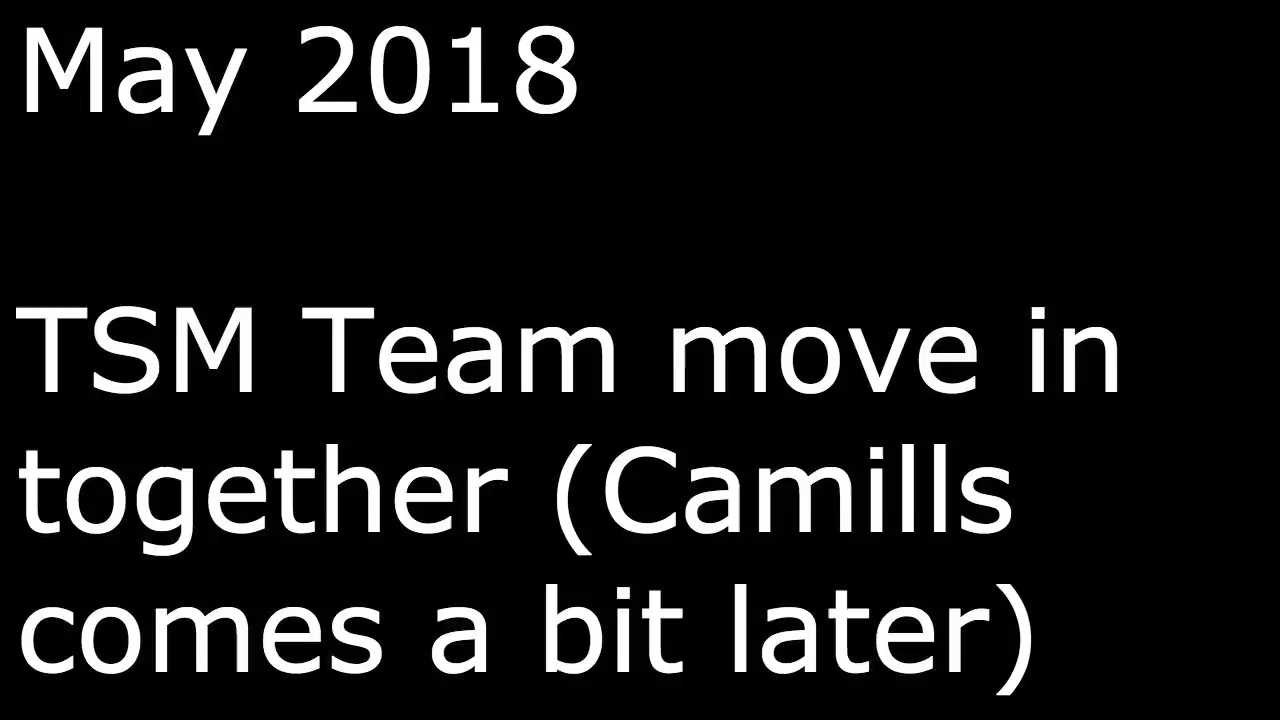 May 2018
TSM Team move in
together (Camills
comes a bit later)